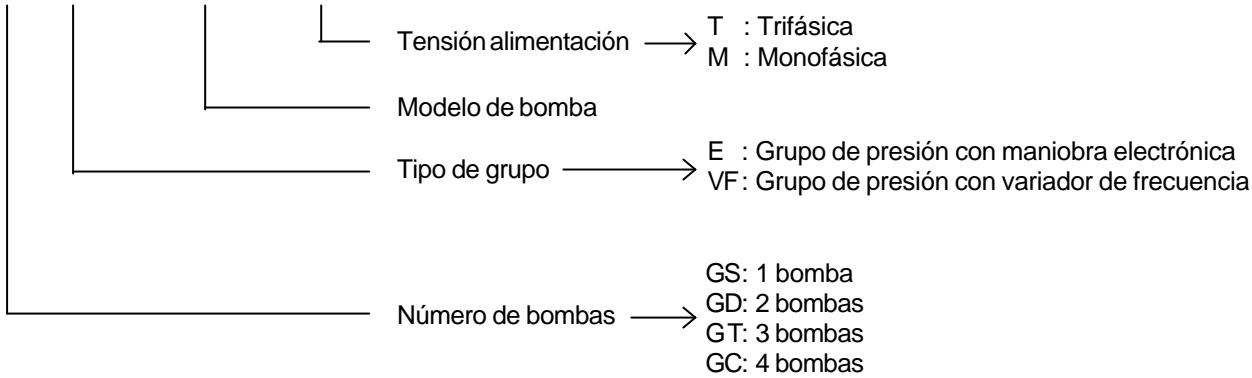 Tensión alimentación
T : Trifásica
M : Monofásica
Modelo de bomba
Tipo de grupo
E : Grupo de presión con maniobra electrónica
VF: Grupo de presión con variador de frecuencia
Número de bombas
GS: 1 bomba
GD: 2 bombas
GT: 3 bombas
GC: 4 bombas